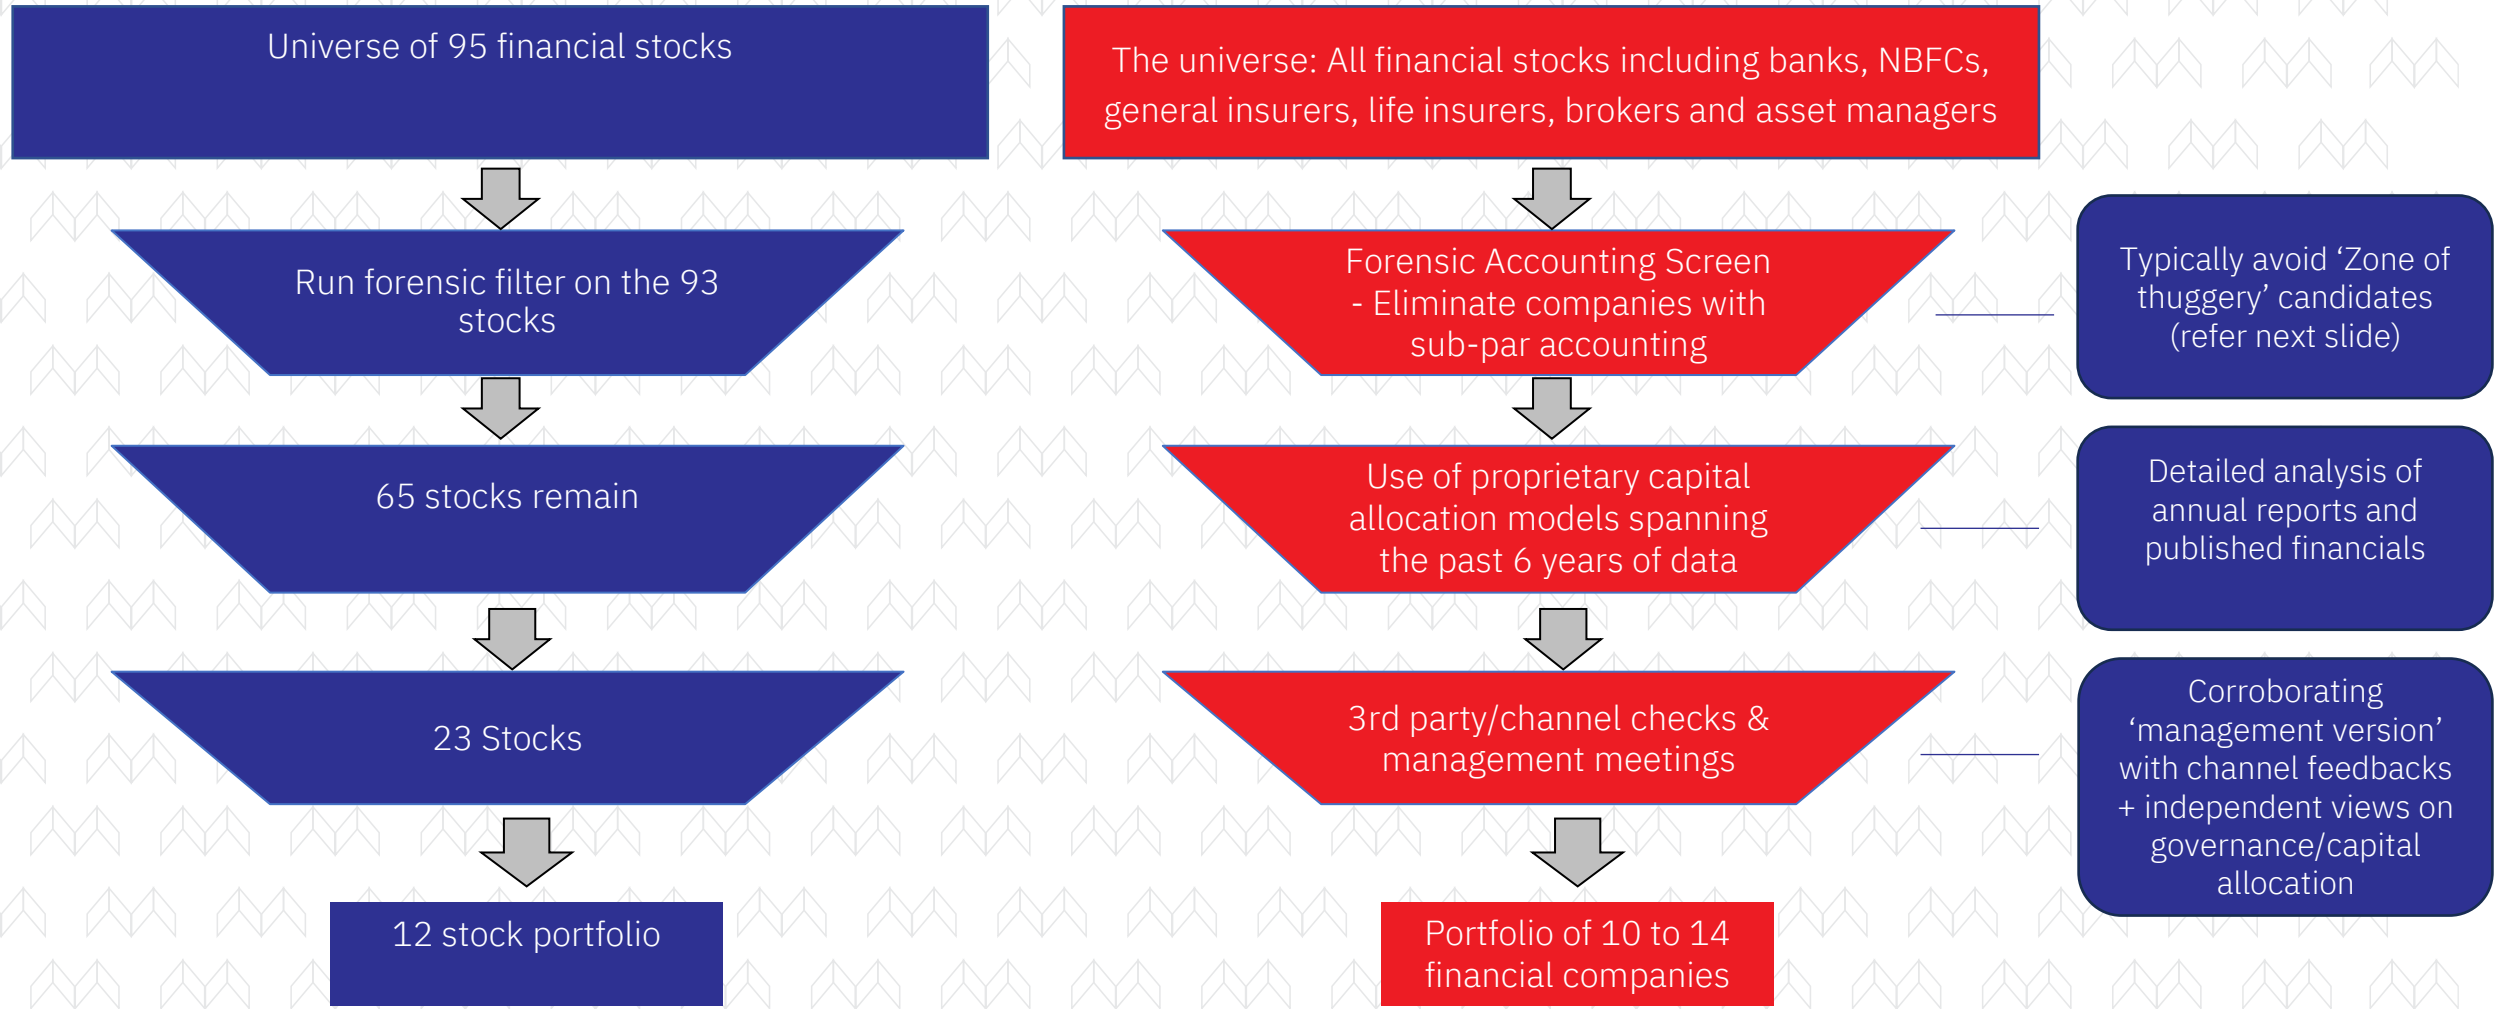 Universe of 95 financial stocks
The universe: All financial stocks including banks, NBFCs,
general insurers, life insurers, brokers and asset managers
Run forensic filter on the 93
stocks
Forensic Accounting Screen
- Eliminate companies with
sub-par accounting
Typically avoid ‘Zone of
thuggery’ candidates
(refer next slide)
65 stocks remain
Use of proprietary capital
allocation models spanning
the past 6 years of data
Detailed analysis of
annual reports and
published financials
23 Stocks
3rd party/channel checks &
management meetings
Corroborating
‘management version’
with channel feedbacks
+ independent views on
governance/capital
allocation
12 stock portfolio
Portfolio of 10 to 14
financial companies